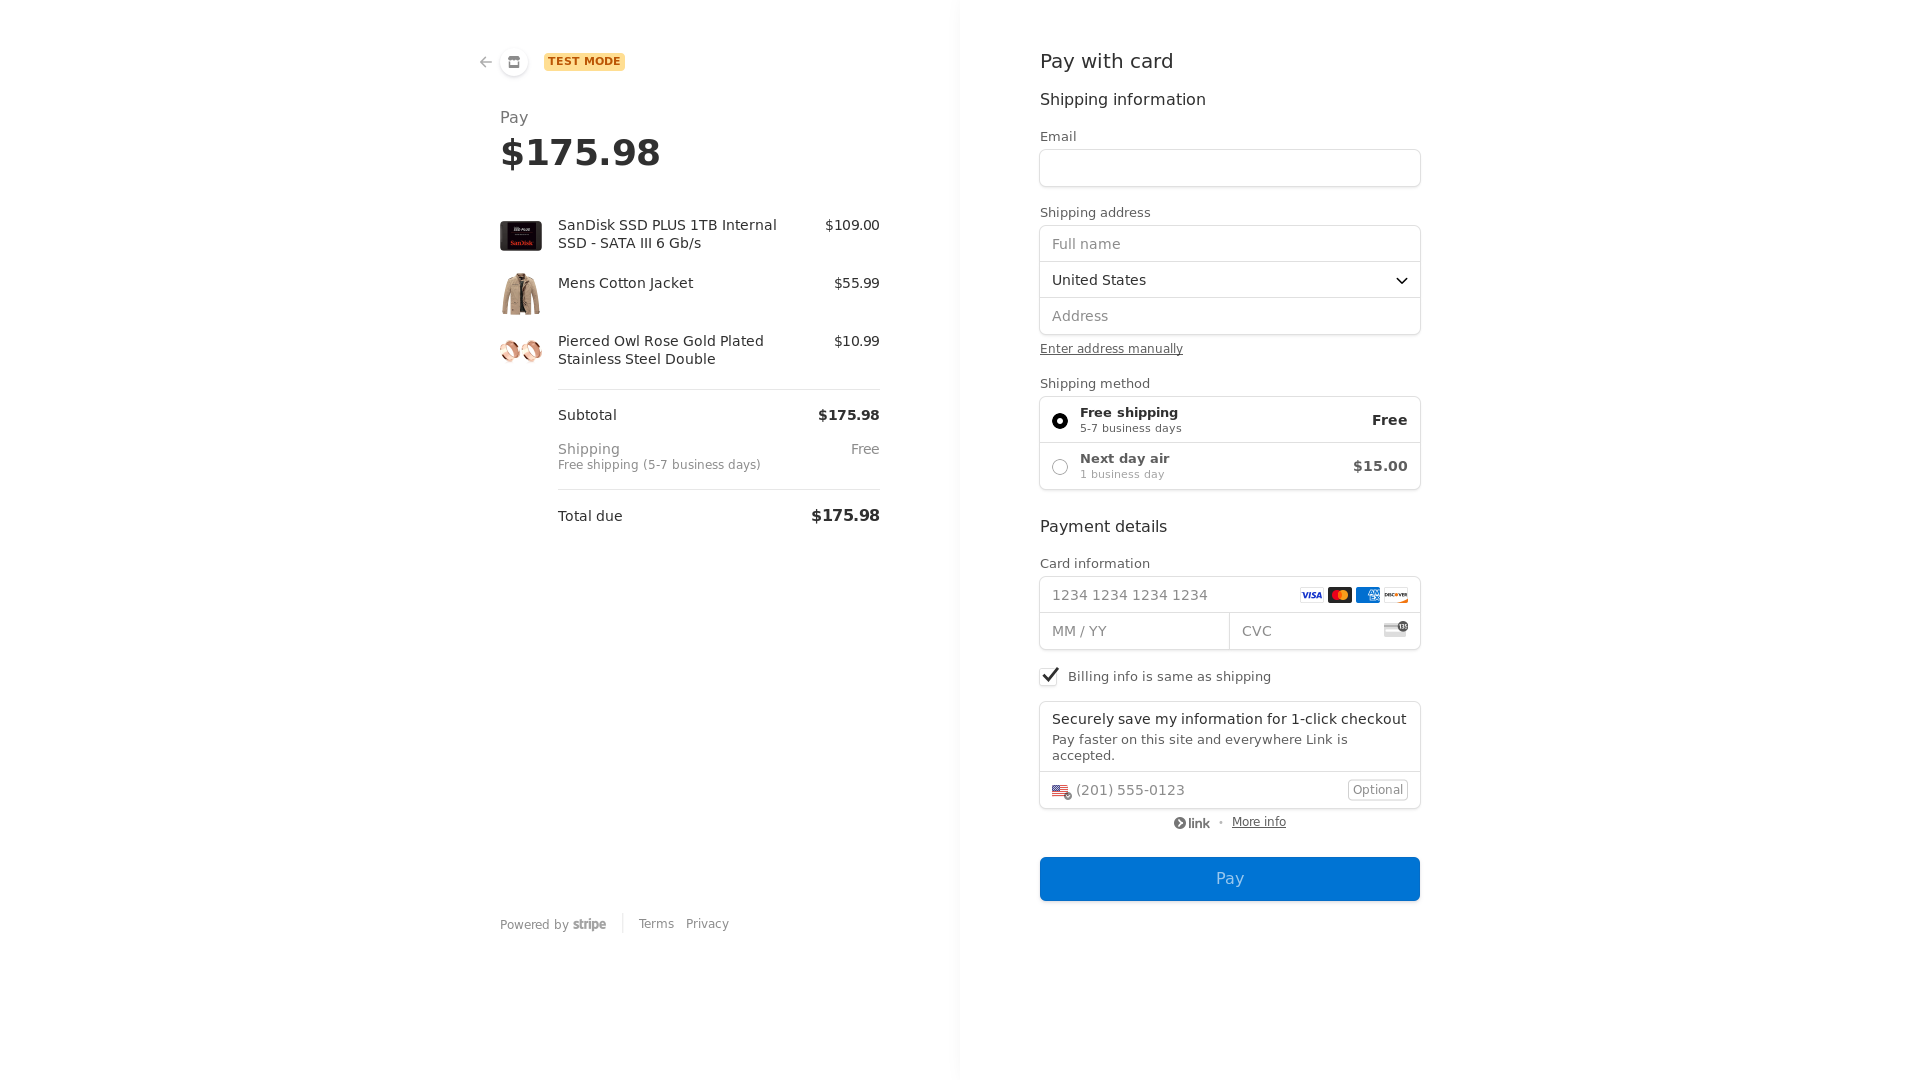 TEST MODE
Pay
$175.98
SanDisk SSD PLUS 1TB Internal
SSD - SATA III 6 Gb/s
$109.00
Mens Cotton Jacket
$55.99
Pierced Owl Rose Gold Plated
Stainless Steel Double
$10.99
Subtotal
$175.98
Shipping
Free
Free shipping (5-7 business days)
Total due
$175.98
Powered by stripe
Terms
Privacy
Pay with card
Shipping information
Email
Shipping address
Full name
United States
Address
Enter address manually
Shipping method
Free shipping
5-7 business days
Free
Next day air
1 business day
$15.00
Payment details
Card information
1234 1234 1234 1234
VISA
AM
EX
DISCOVER
MM / YY
CVC
135
Billing info is same as shipping
Securely save my information for 1-click checkout
Pay faster on this site and everywhere Link is
accepted.
(201) 555-0123
Optional
link
More info
Pay